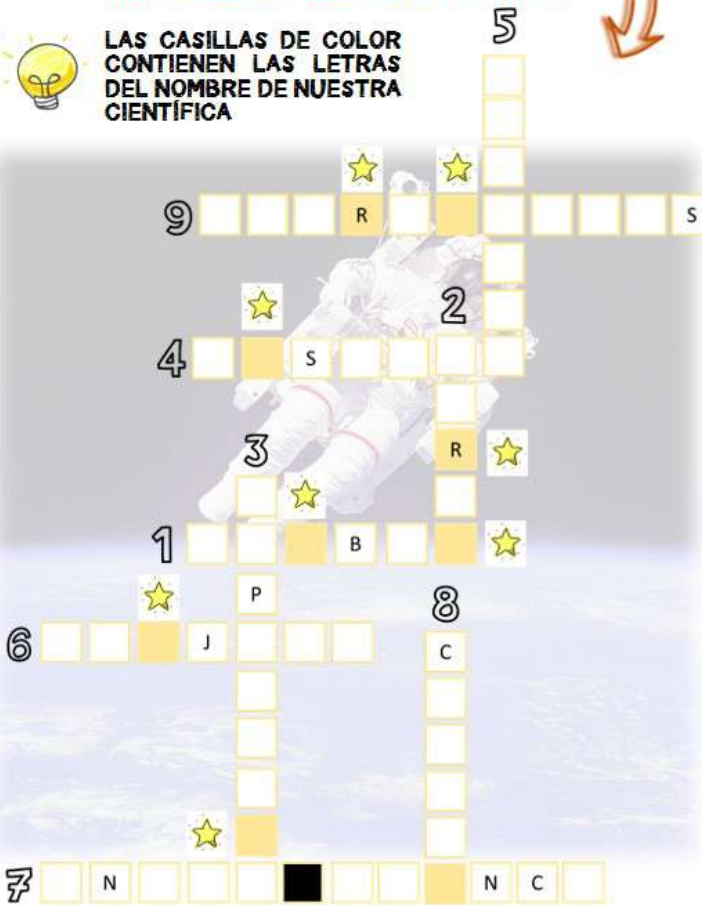 5
LAS CASILLAS DE COLOR
CONTIENEN LAS LETRAS
DEL NOMBRE DE NUESTRA
CIENTÍFICA
9 R S
2
4 S
R
3
1 B
P
8
6 J C
7 N N C